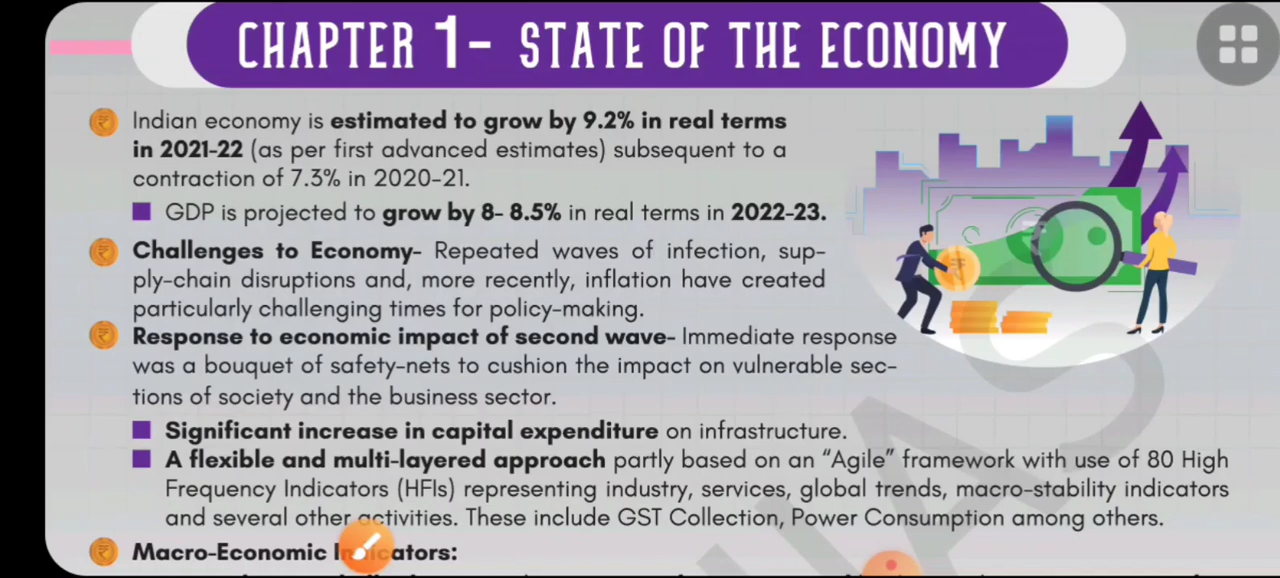 CHAPTER 1- STATE OF THE ECONOMY
Indian economy is estimated to grow by 9.2% in real terms
in 2021-22 (as per first advanced estimates) subsequent to a
contraction of 7.3% in 2020-21.
GDP is projected to grow by 8- 8.5% in real terms in 2022-23.
Challenges to Economy- Repeated waves of infection, sup-
ply-chain disruptions and, more recently, inflation have created
particularly challenging times for policy-making.
Response to economic impact of second wave- Immediate response
was a bouquet of safety-nets to cushion the impact on vulnerable sec-
tions of society and the business sector.
Significant increase in capital expenditure on infrastructure.
A flexible and multi-layered approach partly based on an “Agile” framework with use of 80 High
Frequency Indicators (HFIs) representing industry, services, global trends, macro-stability indicators
and several other activities. These include GST Collection, Power Consumption among others.
Macro-Economic Indicators: